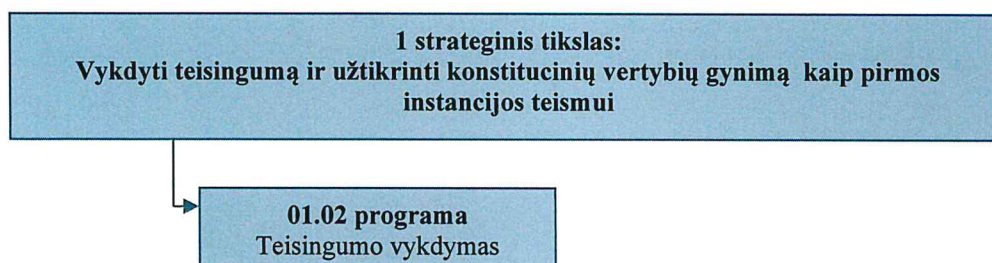 1 strateginis tikslas:
Vykdyti teisingumą ir užtikrinti konstitucinių vertybių gynimą kaip pirmos
instancijos teismui
01.02 programa
Teisingumo vykdymas